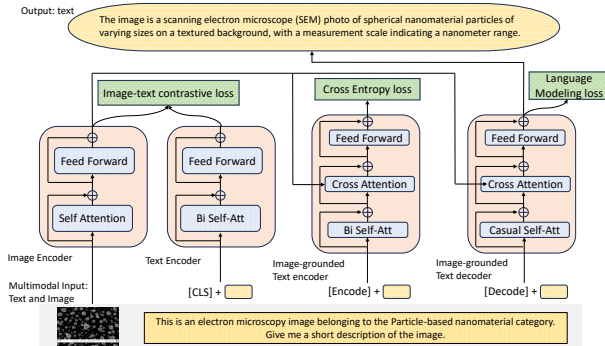 Output: text
The image is a scanning electron microscope (SEM) photo of spherical nanomaterial particles of
varying sizes on a textured background, with a measurement scale indicating a nanometer range.
Image-text contrastive loss
Cross Entropy loss
Language
Modeling loss
Feed Forward
Self Attention
Feed Forward
Bi Self-Att
Feed Forward
Cross Attention
Bi Self-Att
Feed Forward
Cross Attention
Casual Self-Att
Image Encoder
Text Encoder
Image-grounded
Text encoder
Image-grounded
Text decoder
Multimodal Input:
Text and Image
[CLS] +
[Encode] +
[Decode] +
This is an electron microscopy image belonging to the Particle-based nanomaterial category.
Give me a short description of the image.